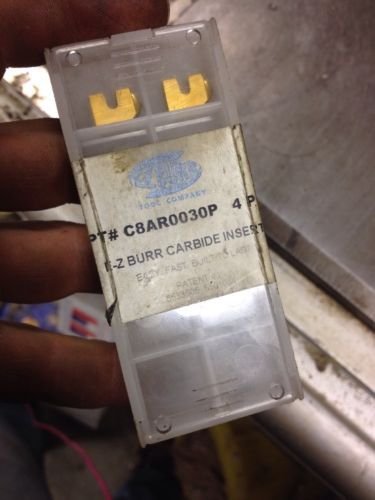 TOOL COMPANY
PT# C8AR0030P 4 P
-Z BURR CARBIDE INSERT
EASY, FAST, BUILT TO LAST
PATENT